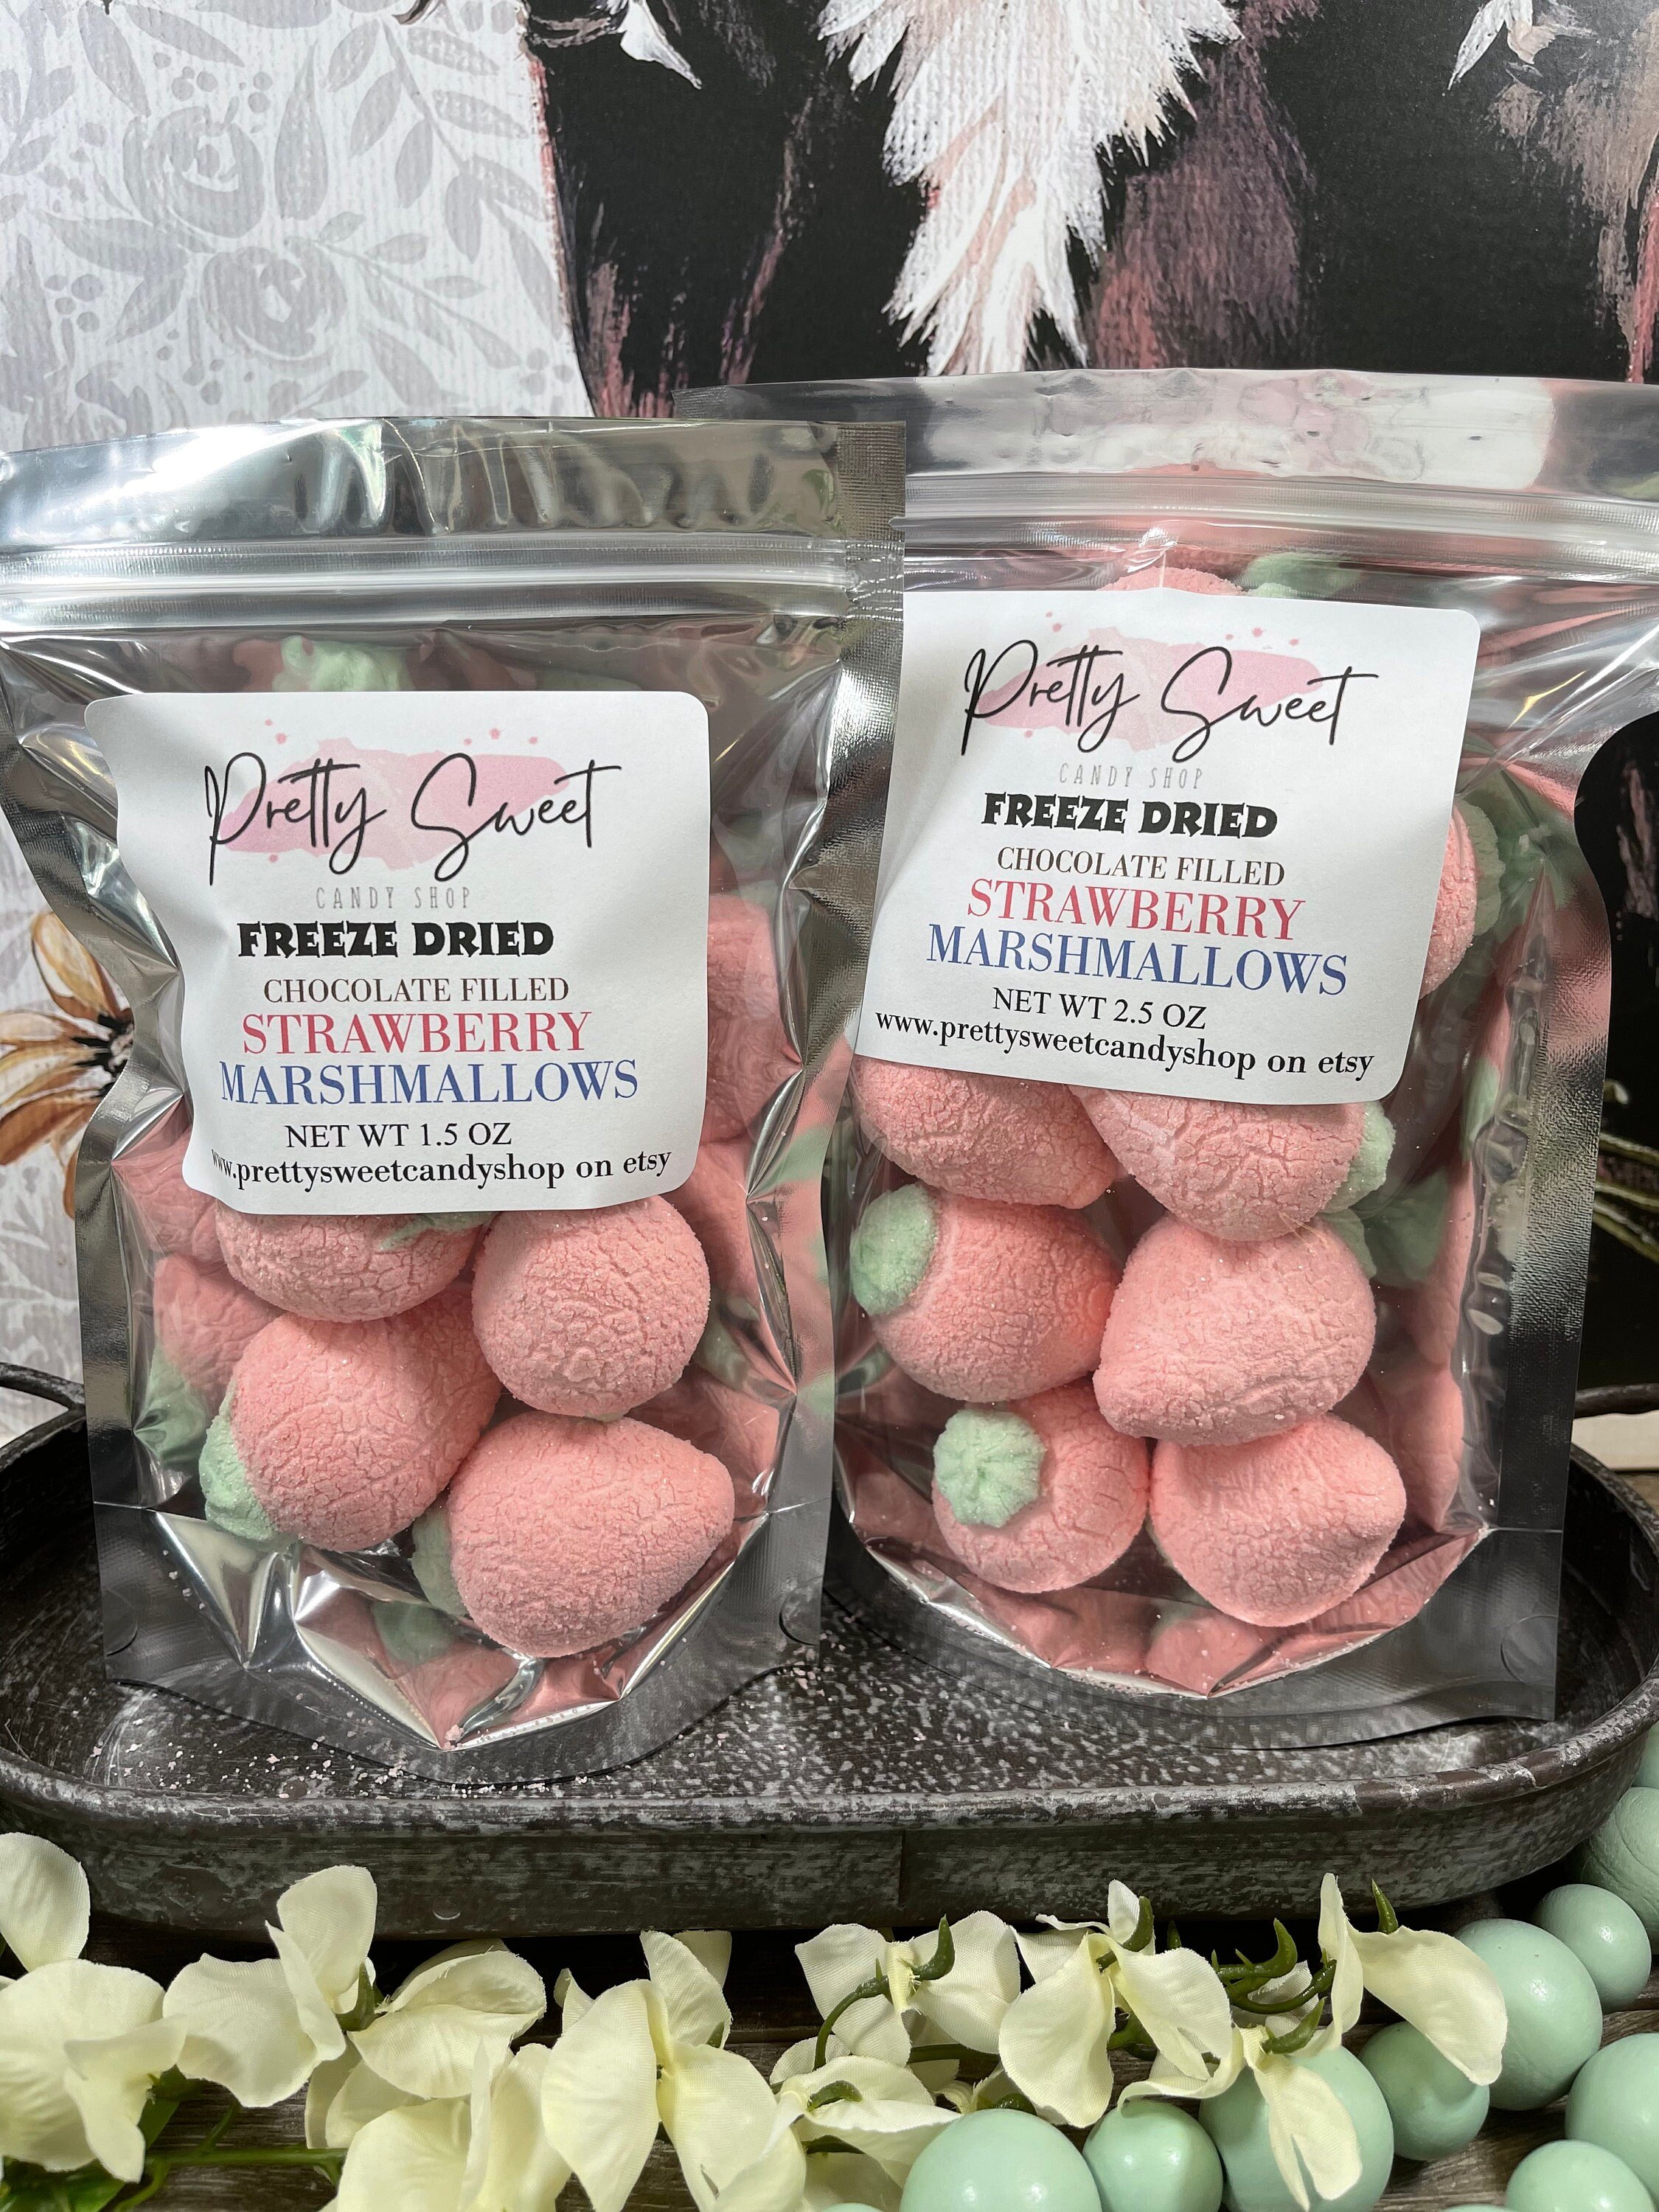 Pretty Sweet
CANDY SHOP
FREEZE DRIED
CHOCOLATE FILLED
STRAWBERRY
MARSHMALLOWS
NET WT 1.5 OZ
www.prettysweetcandyshop on etsy
Pretty Sweet
CANDY SHOP
FREEZE DRIED
CHOCOLATE FILLED
STRAWBERRY
MARSHMALLOWS
NET WT 2.5 OZ
www.prettysweetcandyshop on etsy